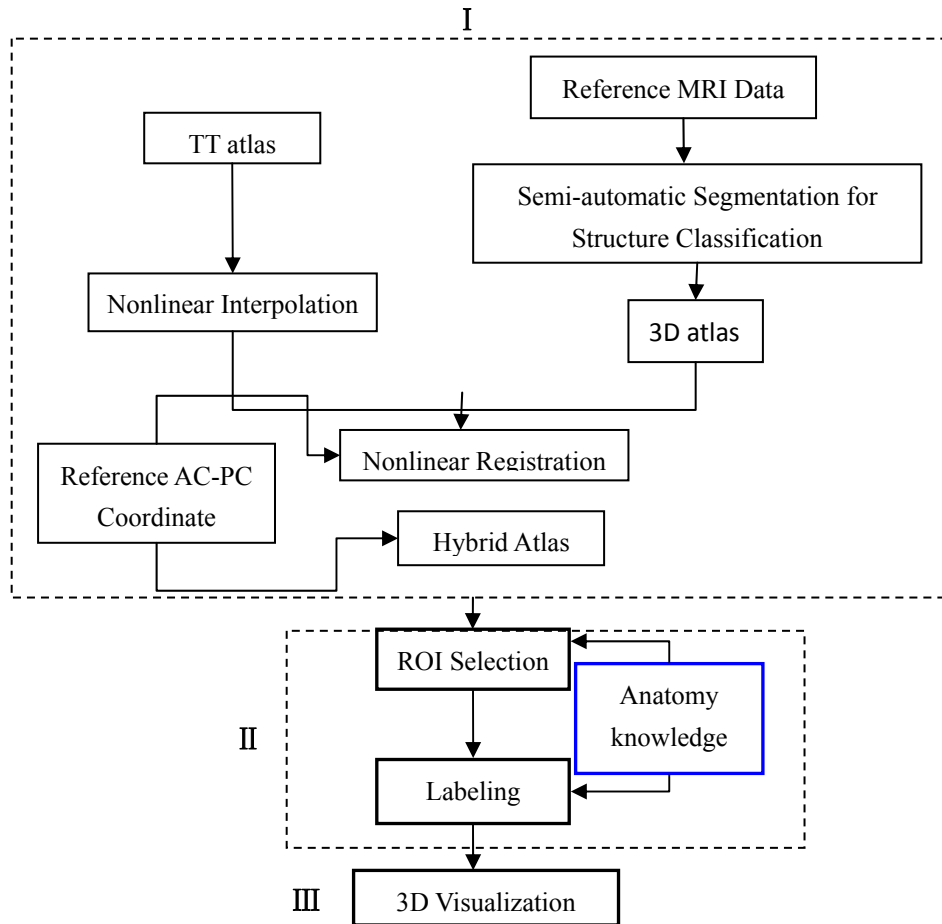 Ⅰ
Reference MRI Data
TT atlas
Semi-automatic Segmentation for
Structure Classification
Nonlinear Interpolation
3D atlas
Nonlinear Registration
Reference AC-PC
Coordinate
Hybrid Atlas
ROI Selection
Anatomy
knowledge
Ⅱ
Labeling
Ⅲ
3D Visualization